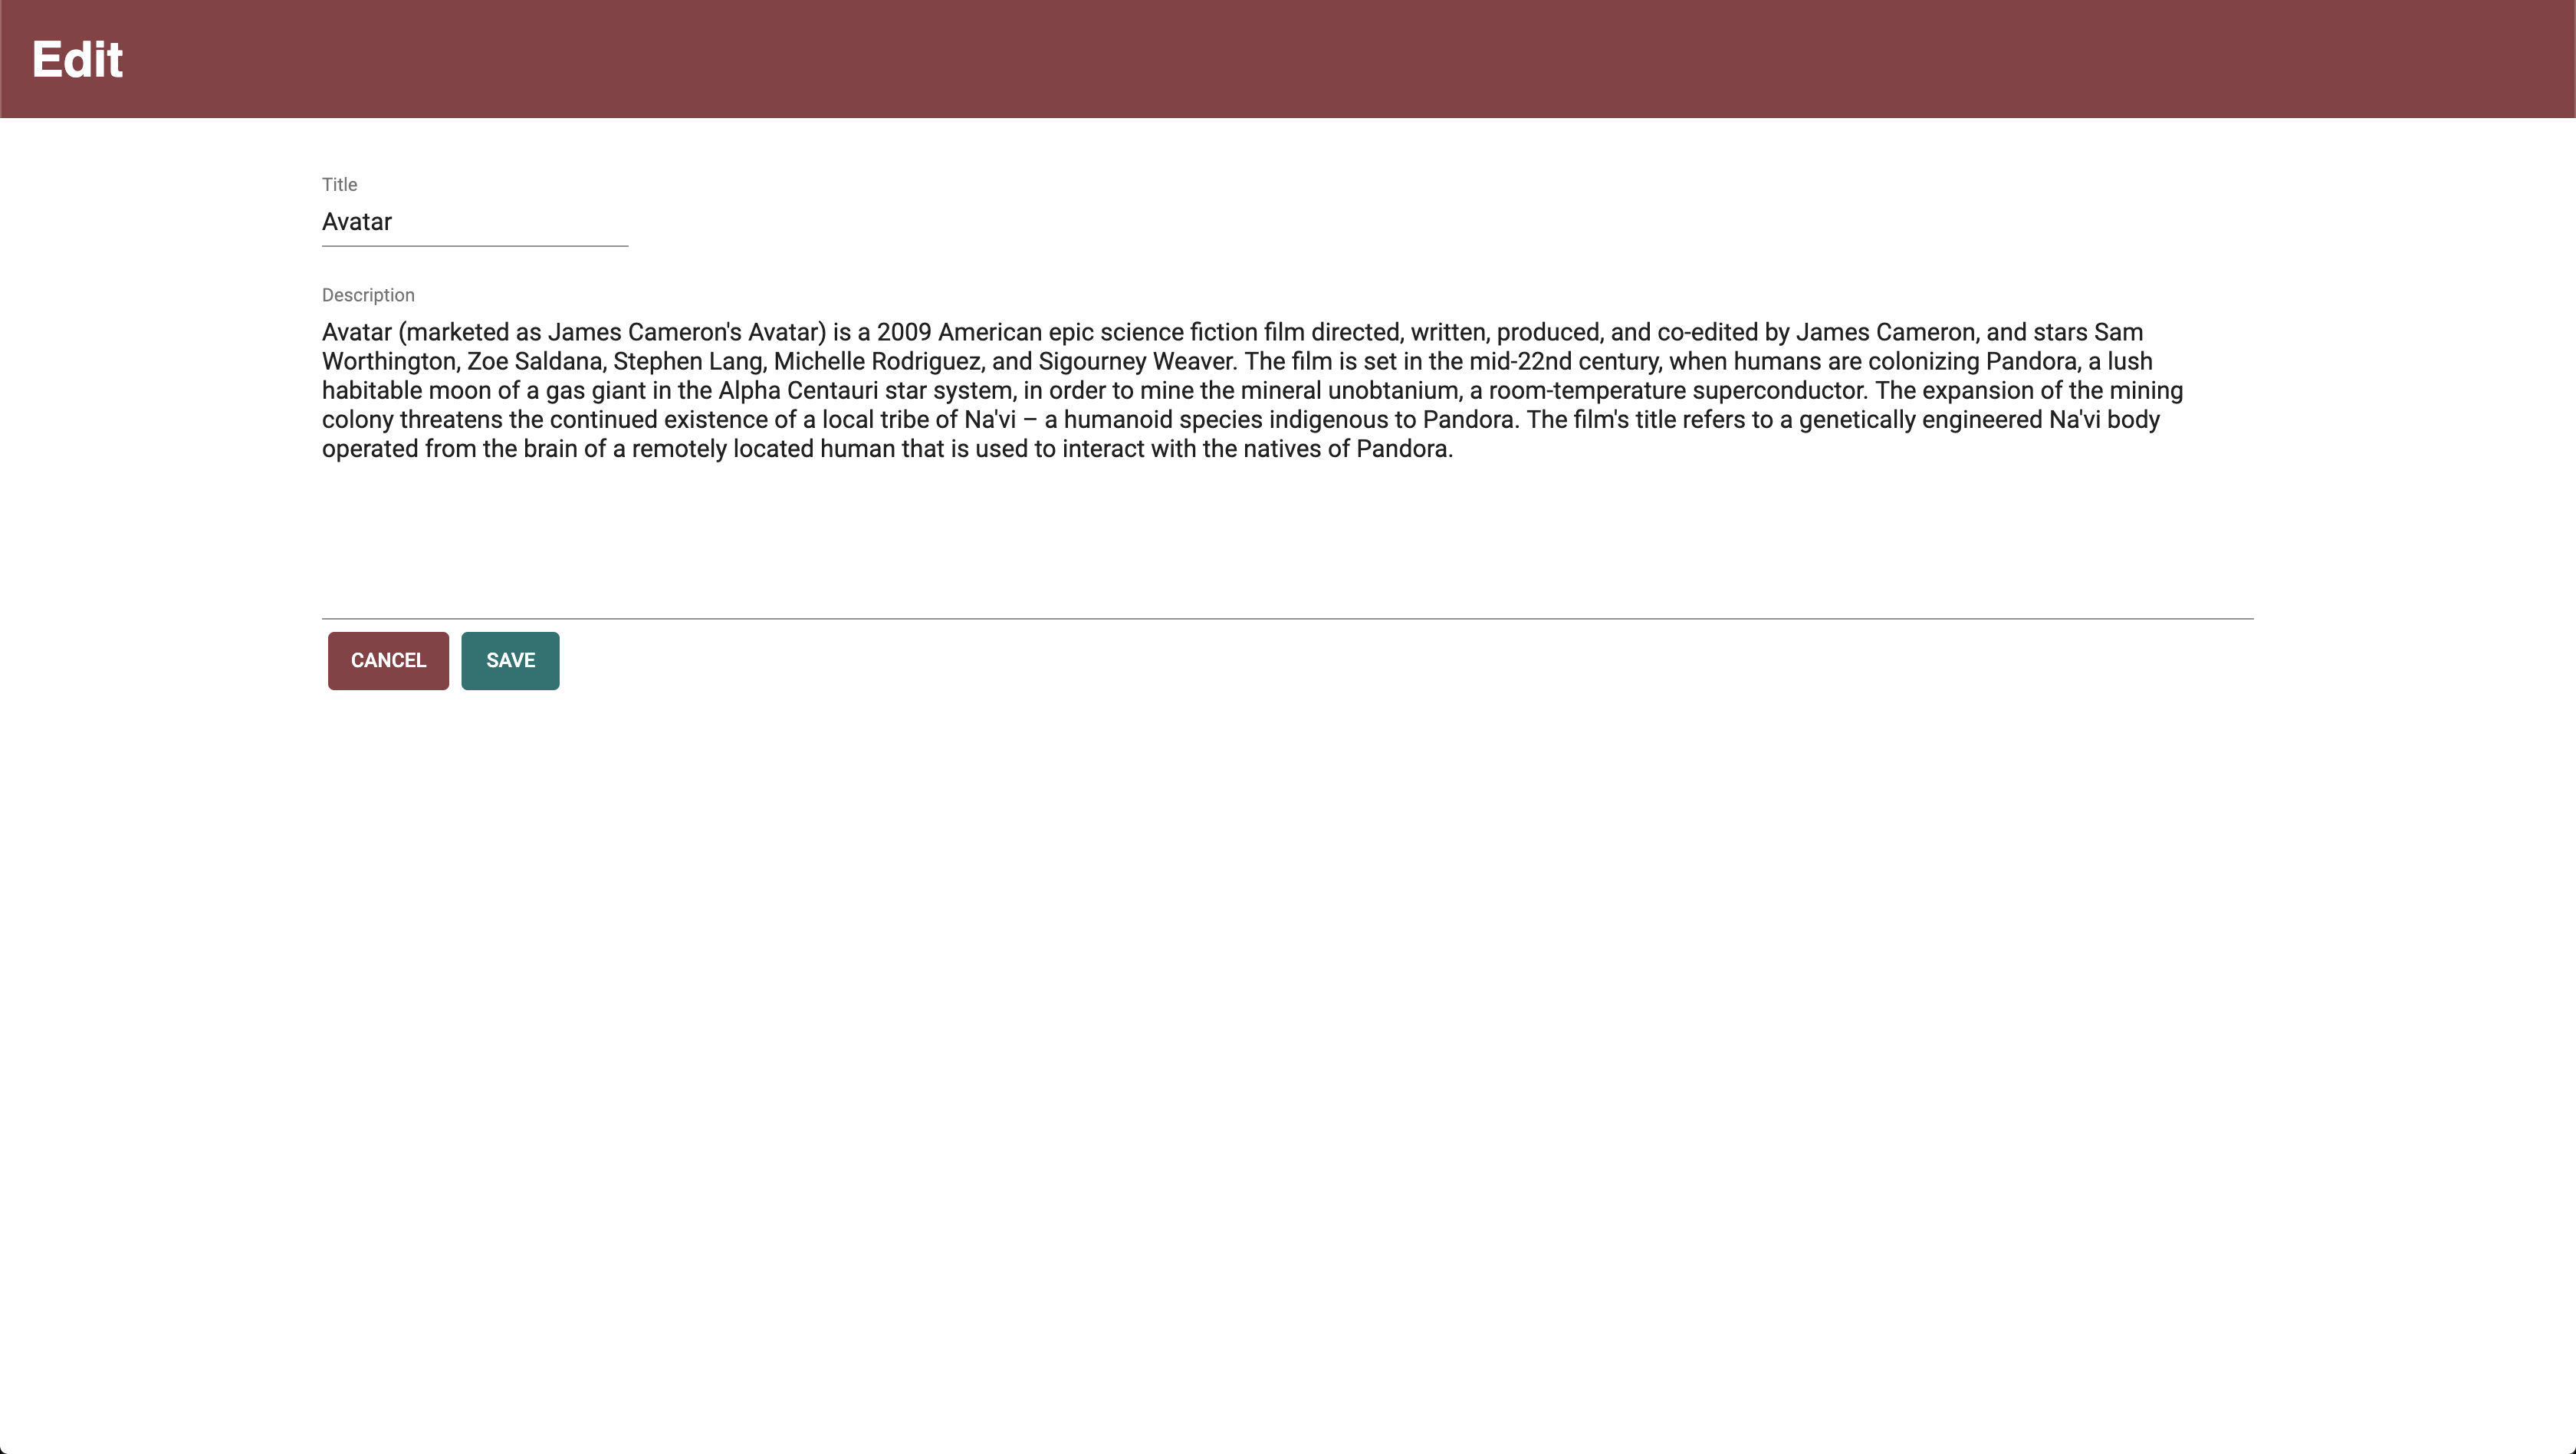 Edit
Title
Avatar
Description
Avatar (marketed as James Cameron's Avatar) is a 2009 American epic science fiction film directed, written, produced, and co-edited by James Cameron, and stars Sam
Worthington, Zoe Saldana, Stephen Lang, Michelle Rodriguez, and Sigourney Weaver. The film is set in the mid-22nd century, when humans are colonizing Pandora, a lush
habitable moon of a gas giant in the Alpha Centauri star system, in order to mine the mineral unobtanium, a room-temperature superconductor. The expansion of the mining
colony threatens the continued existence of a local tribe of Na'vi – a humanoid species indigenous to Pandora. The film's title refers to a genetically engineered Na'vi body
operated from the brain of a remotely located human that is used to interact with the natives of Pandora.
CANCEL SAVE